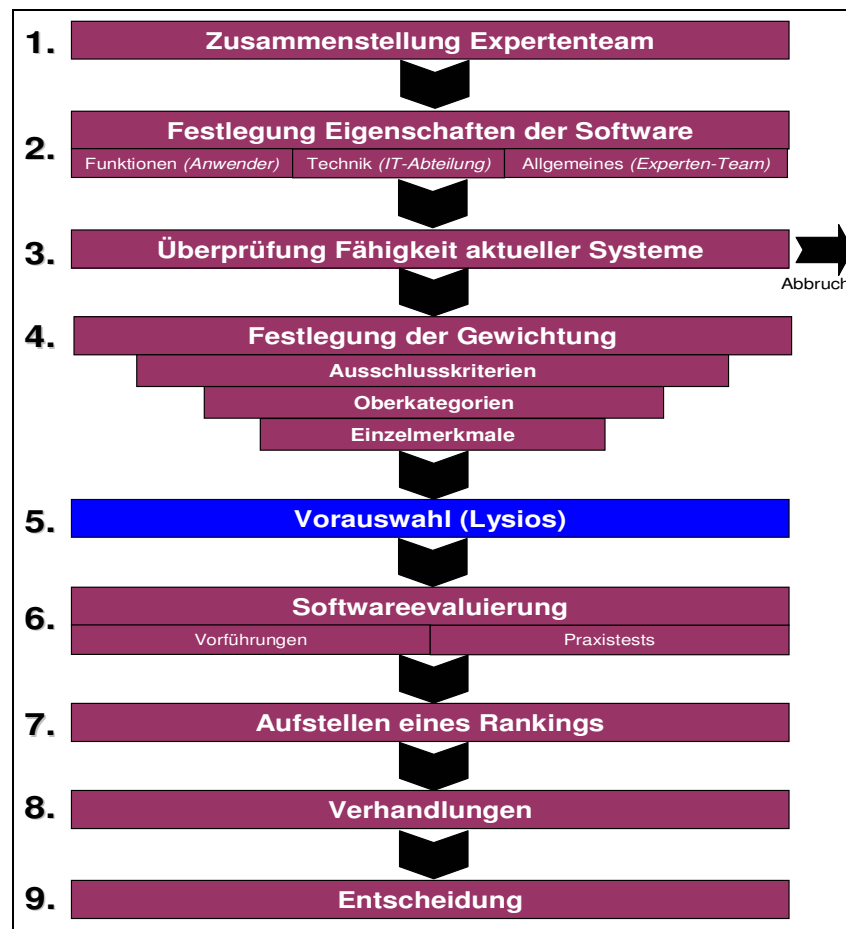 1. Zusammenstellung Expertenteam
2. Festlegung Eigenschaften der Software
Funktionen (Anwender) Technik (IT-Abteilung) Allgemeines (Experten-Team)
3. Überprüfung Fähigkeit aktueller Systeme
Abbruch
4. Festlegung der Gewichtung
Ausschlusskriterien
Oberkategorien
Einzelmerkmale
5. Vorauswahl (Lysios)
6. Softwareevaluierung
Vorführungen Praxistests
7. Aufstellen eines Rankings
8. Verhandlungen
9. Entscheidung